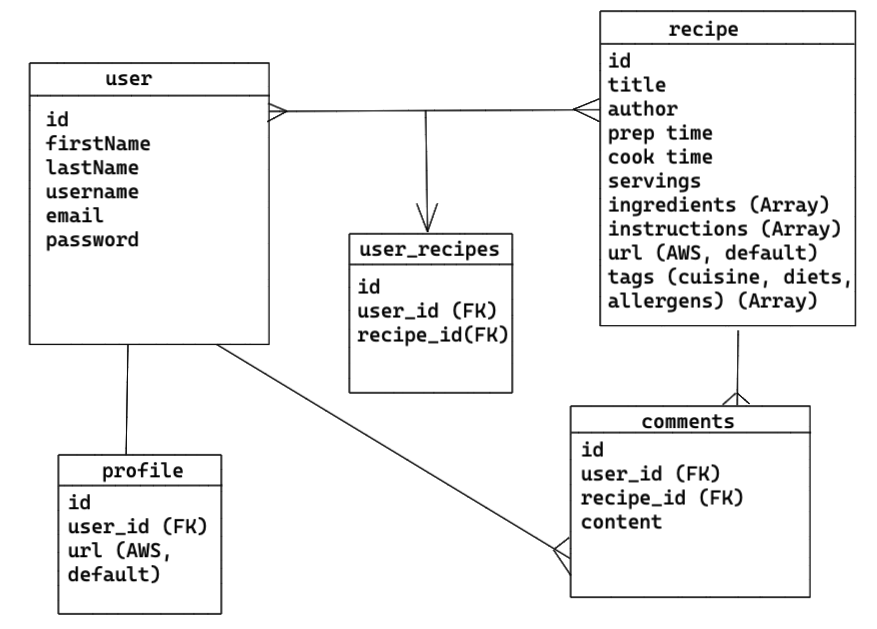 user
id
firstName
lastName
username
email
password
recipe
id
title
author
prep time
cook time
servings
ingredients (Array)
instructions (Array)
url (AWS, default)
tags (cuisine, diets,
allergens) (Array)
user_recipes
id
user_id (FK)
recipe_id(FK)
profile
id
user_id (FK)
url (AWS,
default)
comments
id
user_id (FK)
recipe_id (FK)
content